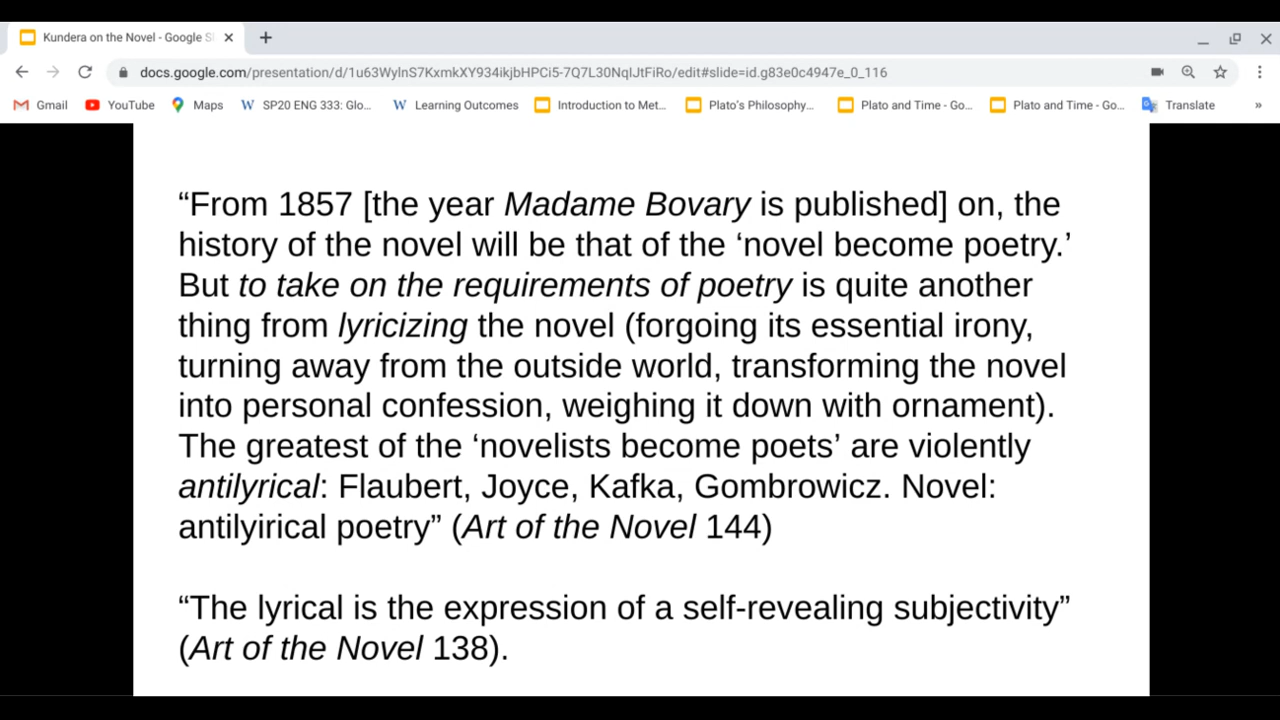 Kundera on the Novel - Google Sl
docs.google.com/presentation/d/1u63WylnS7KxmkXY934ikjbHPCi5-7Q7L30NqIJtFiRo/edit#slide=id.g83e0c4947e_0_116
Gmail YouTube Maps SP20 ENG 333: Glo... Learning Outcomes Introduction to Met... Plato's Philosophy... Plato and Time - Go... Plato and Time - Go... Translate »
“From 1857 [the year Madame Bovary is published] on, the
history of the novel will be that of the ‘novel become poetry.’
But to take on the requirements of poetry is quite another
thing from lyricizing the novel (forgoing its essential irony,
turning away from the outside world, transforming the novel
into personal confession, weighing it down with ornament).
The greatest of the ‘novelists become poets’ are violently
antilyrical: Flaubert, Joyce, Kafka, Gombrowicz. Novel:
antilyirical poetry” (Art of the Novel 144)
“The lyrical is the expression of a self-revealing subjectivity”
(Art of the Novel 138).